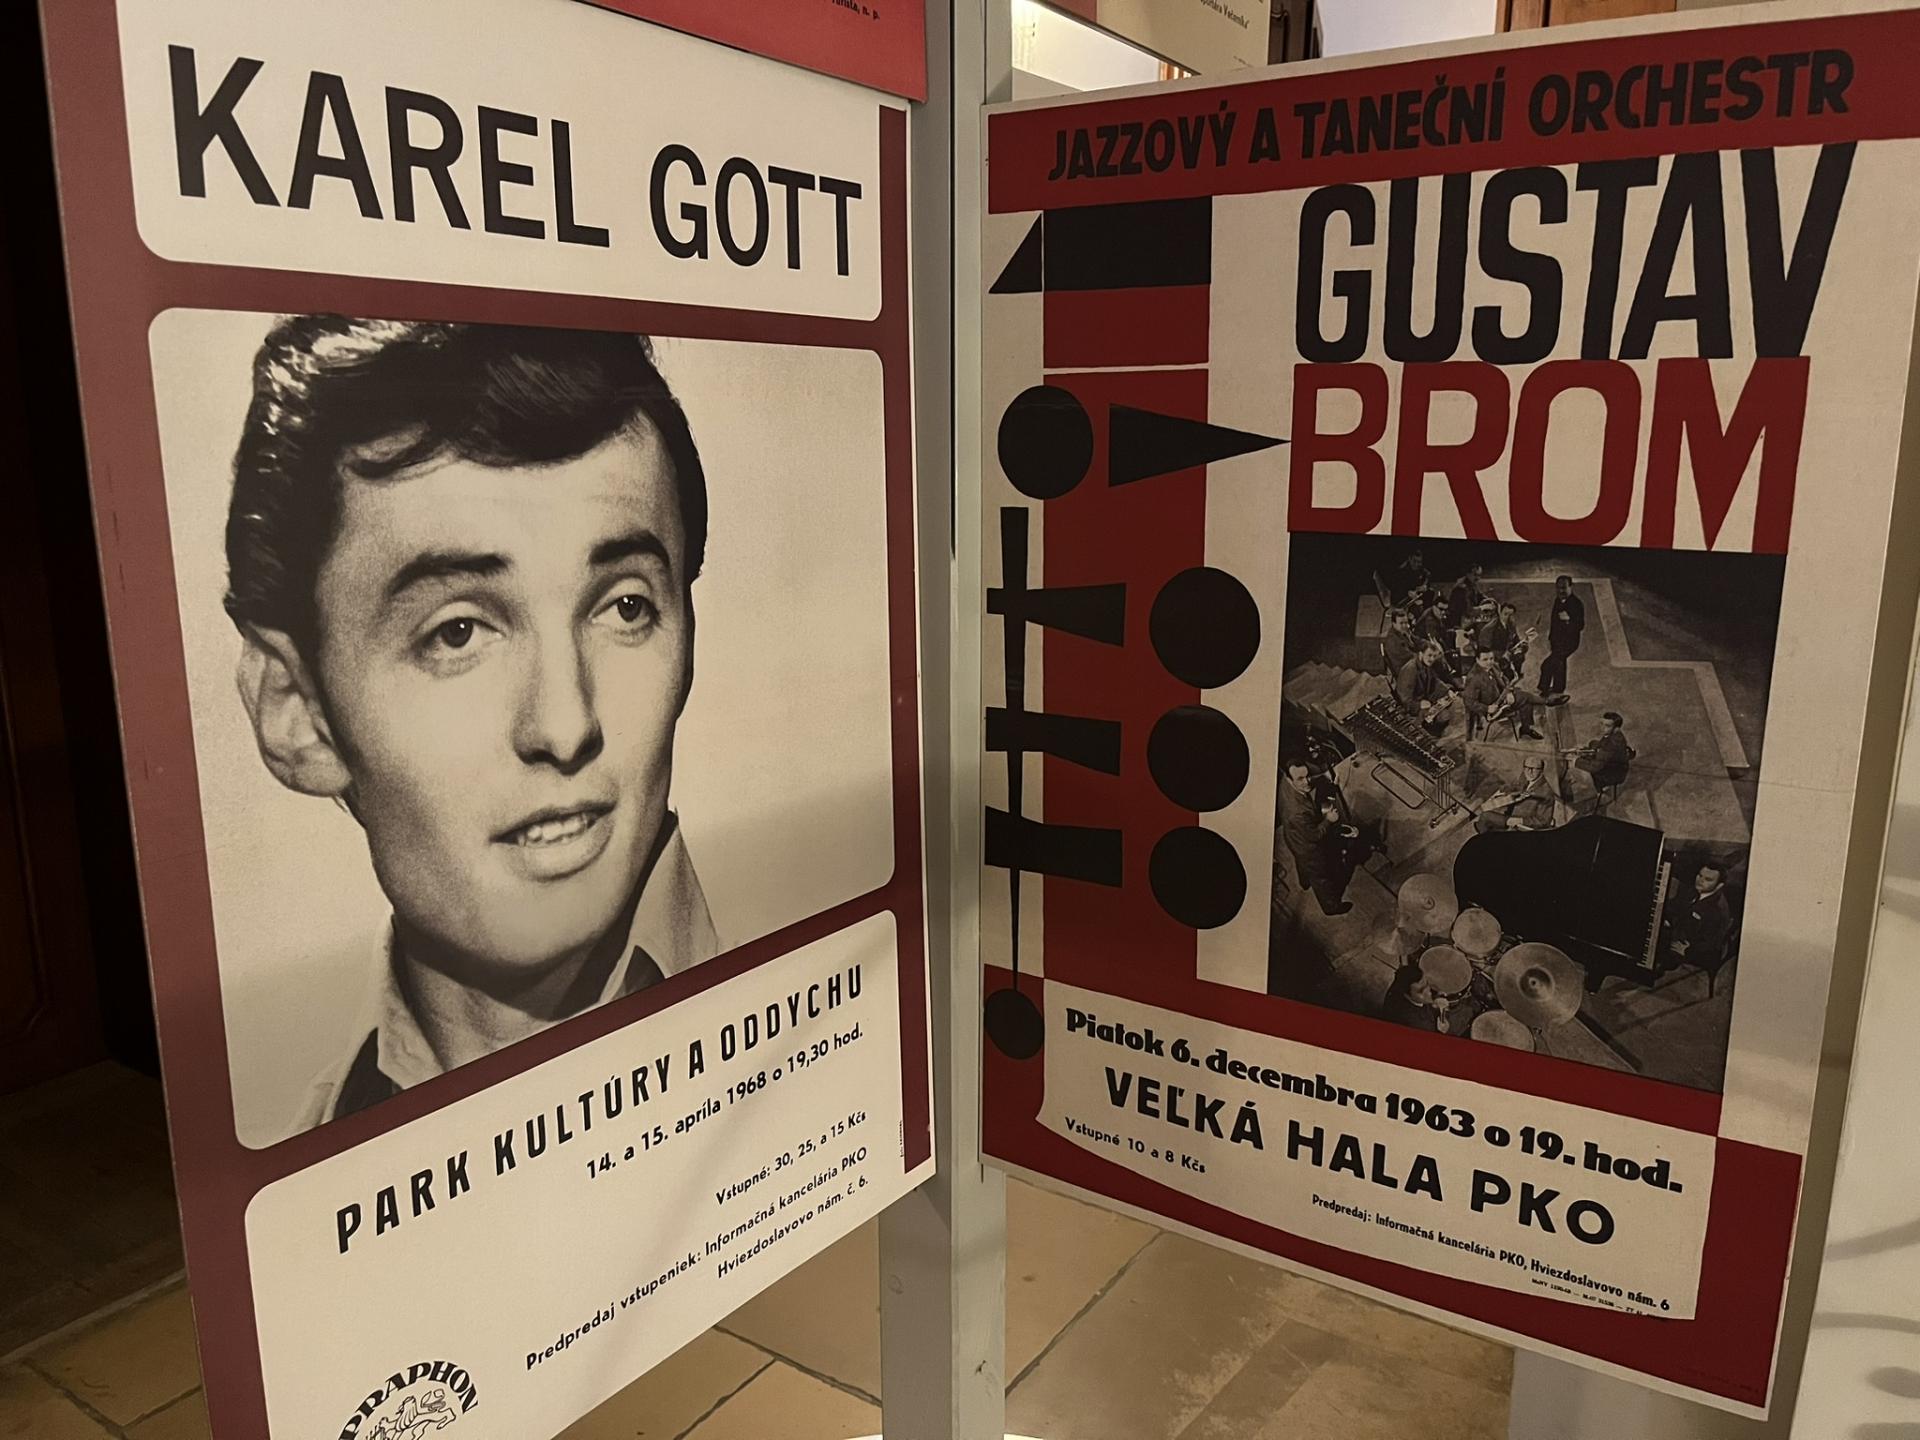 KAREL GOTT
PARK KULTÚRY A ODDYCHU
14. a 15. apríla 1968 o 19,30 hod.
Vstupné: 30, 25, a 15 Kčs
Predpredaj vstupeniek: Informačná kancelária PKO
Hviezdoslavovo nám. č. 6.
PRAPHON
JAZZOVÝ A TANEČNÍ ORCHESTR
GUSTAV
BROM
Piatok 6. decembra 1963 o 19. hod.
VEĽKÁ HALA PKO
Vstupné 10 a 8 Kčs
Predpredaj: Informačná kancelária PKO, Hviezdoslavovo nám. 6